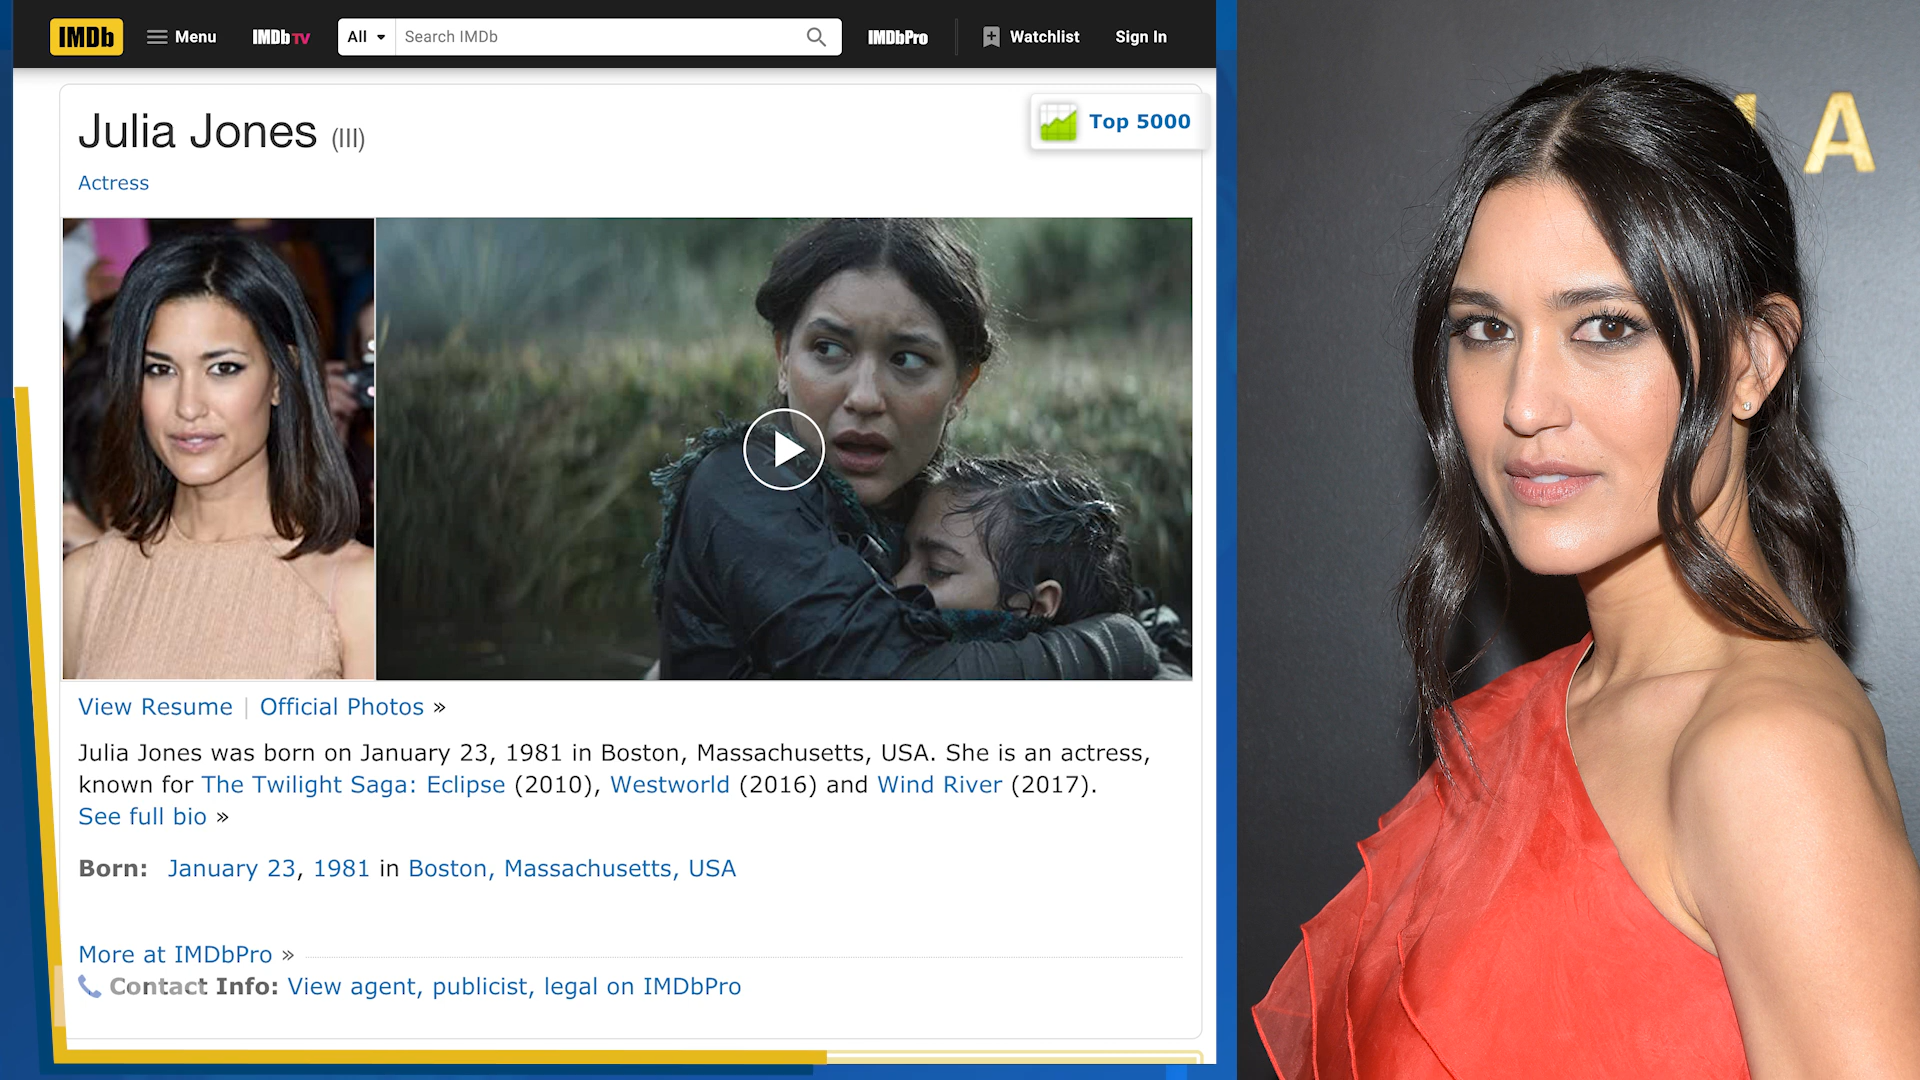 IMDb Menu IMDb TV All Search IMDb IMDbPro Watchlist Sign In
Julia Jones (III)
Top 5000
Actress
View Resume | Official Photos »
Julia Jones was born on January 23, 1981 in Boston, Massachusetts, USA. She is an actress,
known for The Twilight Saga: Eclipse (2010), Westworld (2016) and Wind River (2017).
See full bio »
Born: January 23, 1981 in Boston, Massachusetts, USA
More at IMDbPro »
Contact Info: View agent, publicist, legal on IMDbPro
A